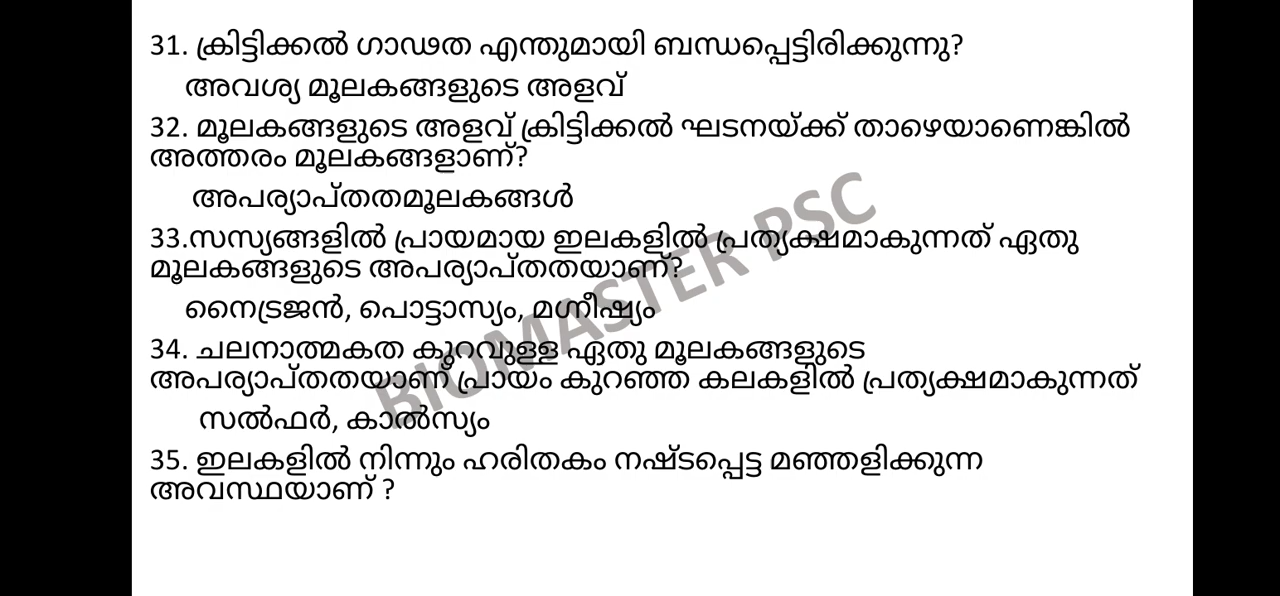 31. ക്രിട്ടിക്കൽ ഗാഢത എന്തുമായി ബന്ധപ്പെട്ടിരിക്കുന്നു?
അവശ്യ മൂലകങ്ങളുടെ അളവ്
32. മൂലകങ്ങളുടെ അളവ് ക്രിട്ടിക്കൽ ഘടനയ്ക്ക് താഴെയാണെങ്കിൽ
അത്തരം മൂലകങ്ങളാണ്?
അപര്യാപ്തതമൂലകങ്ങൾ
33.സസ്യങ്ങളിൽ പ്രായമായ ഇലകളിൽ പ്രത്യക്ഷമാകുന്നത് ഏതു
മൂലകങ്ങളുടെ അപര്യാപ്തതയാണ്?
നൈട്രജൻ, പൊട്ടാസ്യം, മഗ്നീഷ്യം
34. ചലനാത്മകത കുറവുള്ള ഏതു മൂലകങ്ങളുടെ
അപര്യാപ്തതയാണ് പ്രായം കുറഞ്ഞ കലകളിൽ പ്രത്യക്ഷമാകുന്നത്
സൽഫർ, കാൽസ്യം
35. ഇലകളിൽ നിന്നും ഹരിതകം നഷ്ടപ്പെട്ട മഞ്ഞളിക്കുന്ന
അവസ്ഥയാണ് ?
BIOMASTER PSC